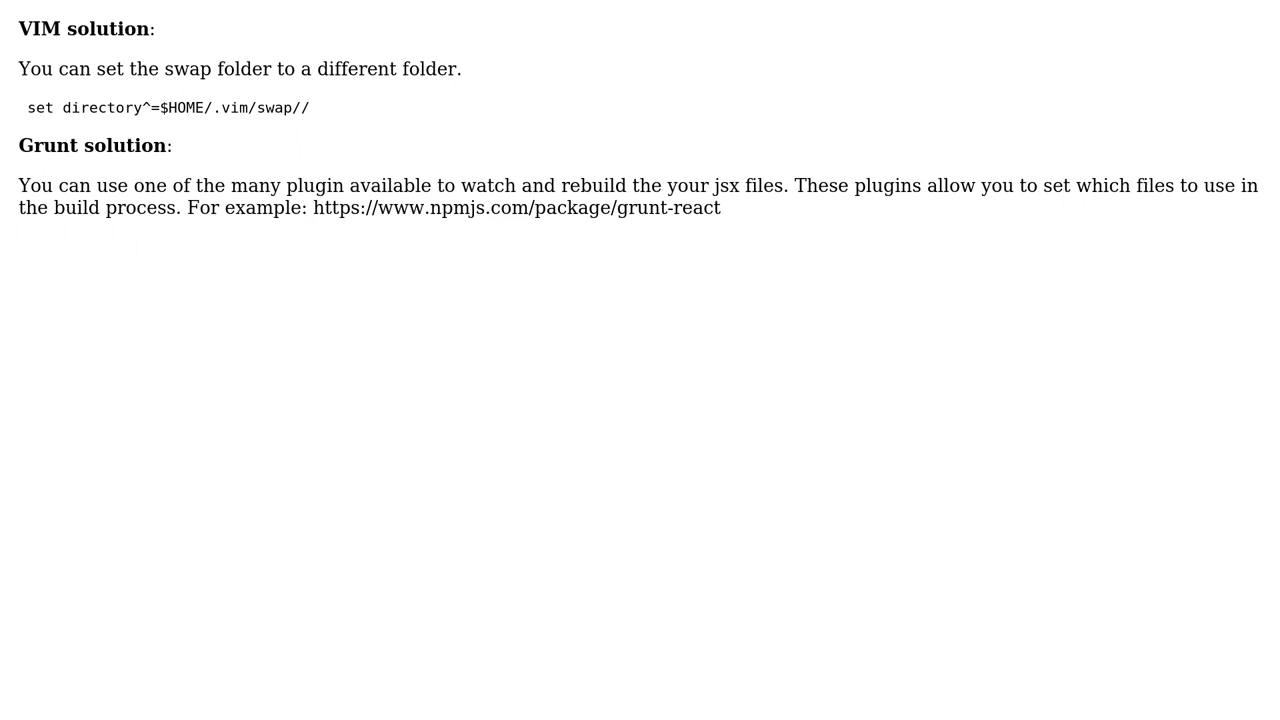 VIM solution:
You can set the swap folder to a different folder.
set directory^=$HOME/.vim/swap//
Grunt solution:
You can use one of the many plugin available to watch and rebuild the your jsx files. These plugins allow you to set which files to use in
the build process. For example: https://www.npmjs.com/package/grunt-react